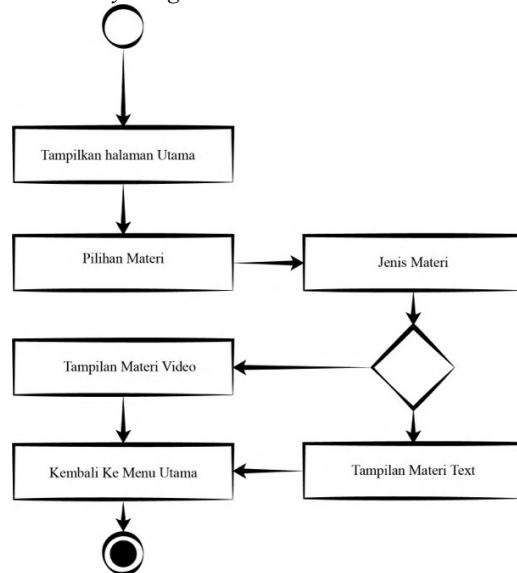 Tampilkan halaman Utama
Pilihan Materi
Jenis Materi
Tampilan Materi Video
Tampilan Materi Text
Kembali Ke Menu Utama